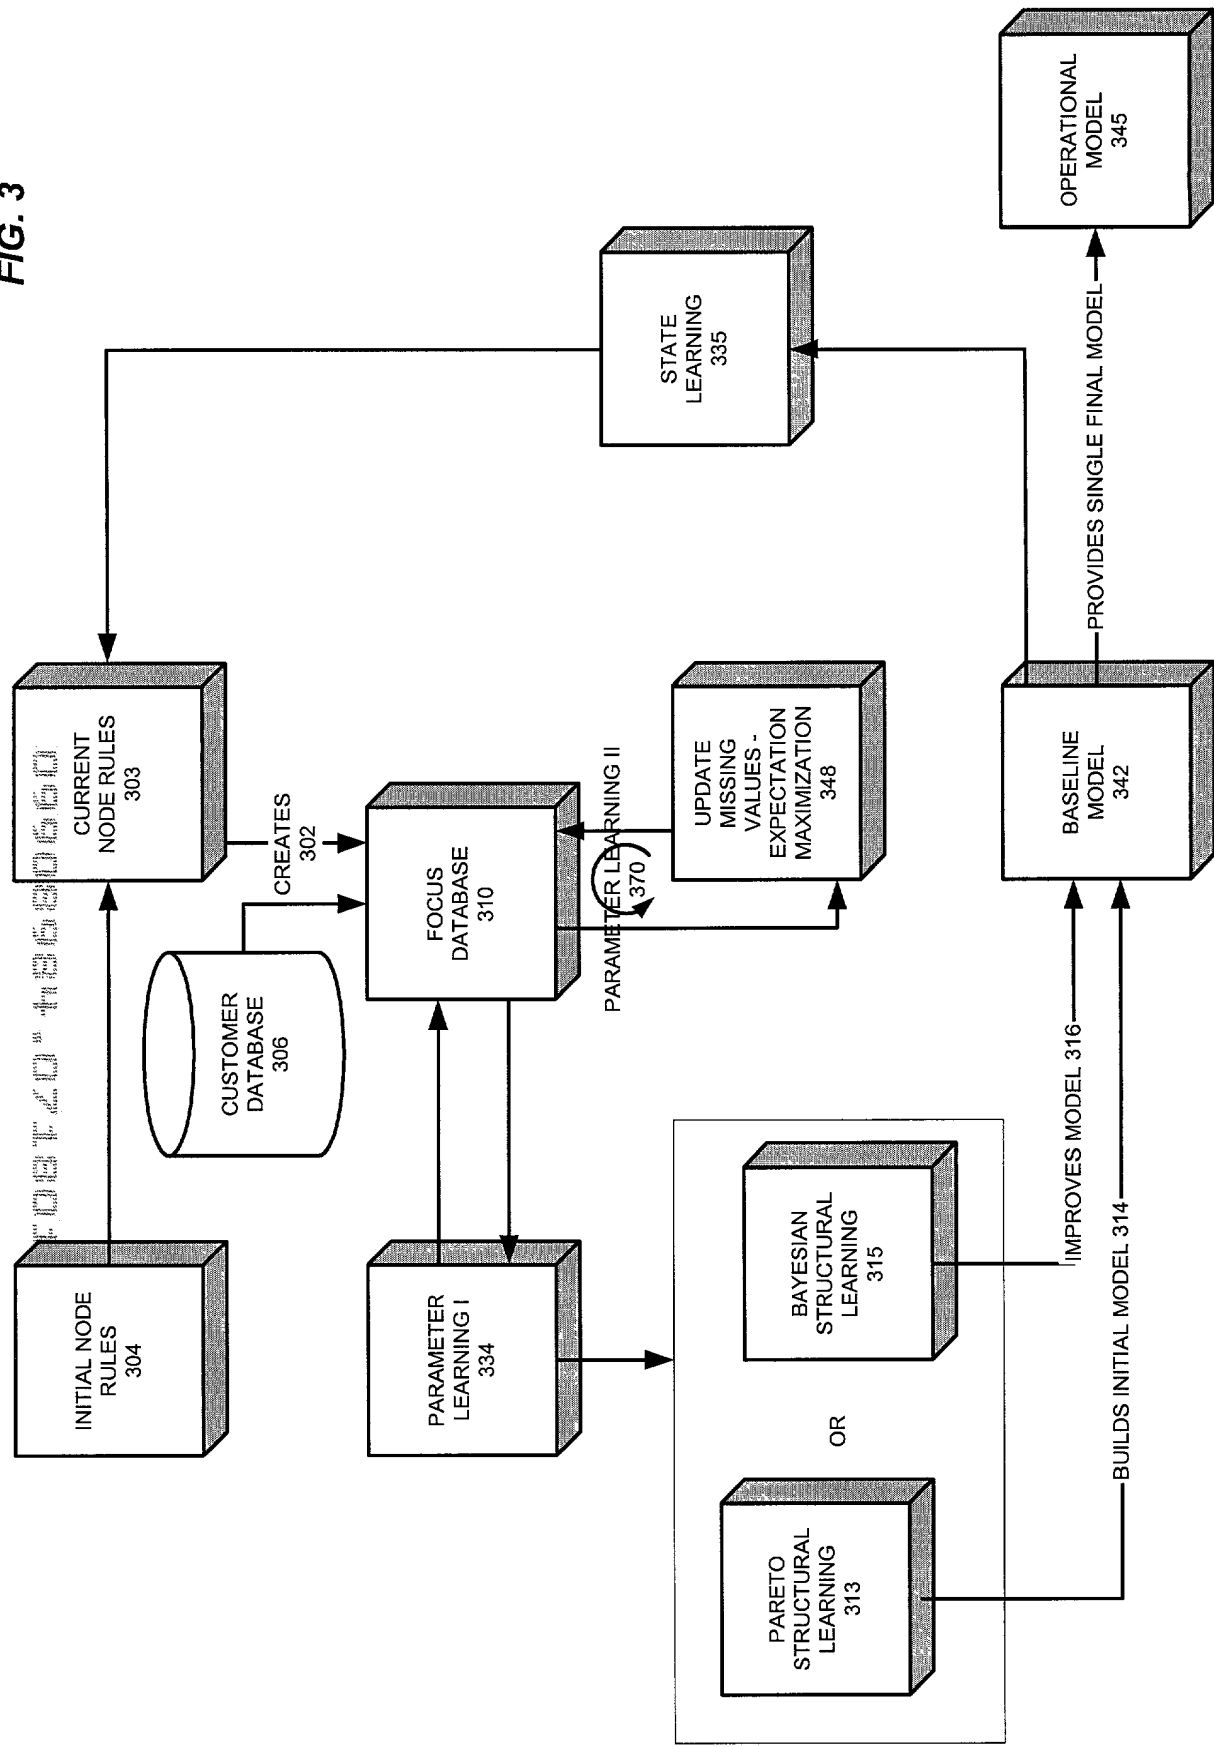 FIG. 3
INITIAL NODE
RULES
304
CURRENT
NODE RULES
303
CREATES
302
CUSTOMER
DATABASE
306
PARAMETER
LEARNING I
334
FOCUS
DATABASE
310
STATE
LEARNING
335
PARAMETER LEARNING II
370
UPDATE
MISSING
VALUES -
EXPECTATION
MAXIMIZATION
348
PARETO
STRUCTURAL
LEARNING
313
OR
BAYESIAN
STRUCTURAL
LEARNING
315
IMPROVES MODEL 316
BUILDS INITIAL MODEL 314
BASELINE
MODEL
342
PROVIDES SINGLE FINAL MODEL
OPERATIONAL
MODEL
345